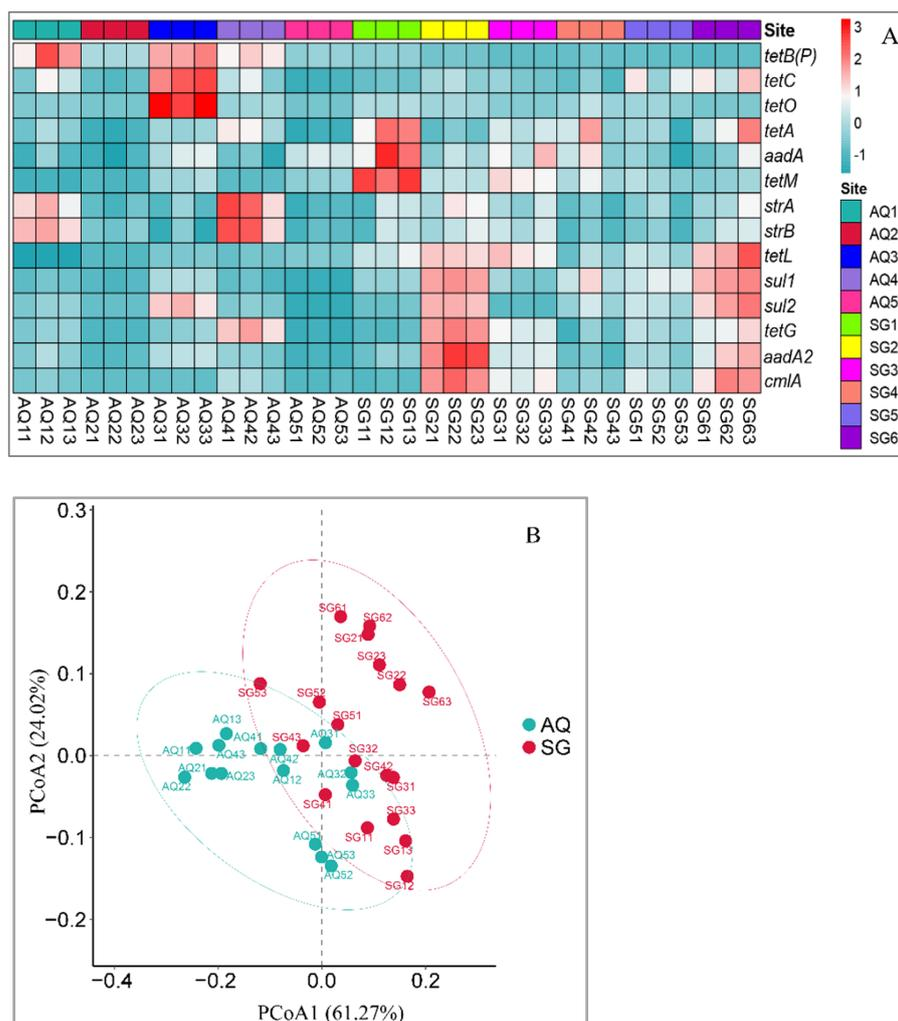 A
Site
tetB(P)
tetC
tetO
tetA
aadA
tetM
strA
strB
tetL
sul1
sul2
tetG
aadA2
cmlA
3
2
1
0
-1
Site
AQ1
AQ2
AQ3
AQ4
AQ5
SG1
SG2
SG3
SG4
SG5
SG6
AQ11 AQ12 AQ13 AQ21 AQ22 AQ23 AQ31 AQ32 AQ33 AQ41 AQ42 AQ43 AQ51 AQ52 AQ53 SG11 SG12 SG13 SG21 SG22 SG23 SG31 SG32 SG33 SG41 SG42 SG43 SG51 SG52 SG53 SG61 SG62 SG63
B
0.3
0.2
0.1
0.0
−0.1
−0.2
PCoA2 (24.02%)
SG61
SG62
SG21
SG23
SG22
SG63
SG53
SG52
SG51
AQ13
AQ41
SG43
AQ31
AQ11
AQ43
AQ42
SG32
AQ21
AQ23
AQ12
AQ32
SG42
AQ22
SG31
AQ33
SG41
SG33
AQ51
SG11
SG13
AQ53
AQ52
SG12
AQ
SG
−0.4 −0.2 0.0 0.2
PCoA1 (61.27%)